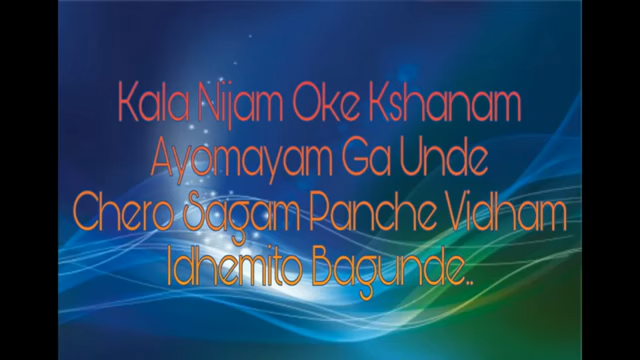 Kala Nijam Oke Kshanam
Ayomayam Ga Unde
Chero Sagam Panche Vidham
Idhemito Bagunde..